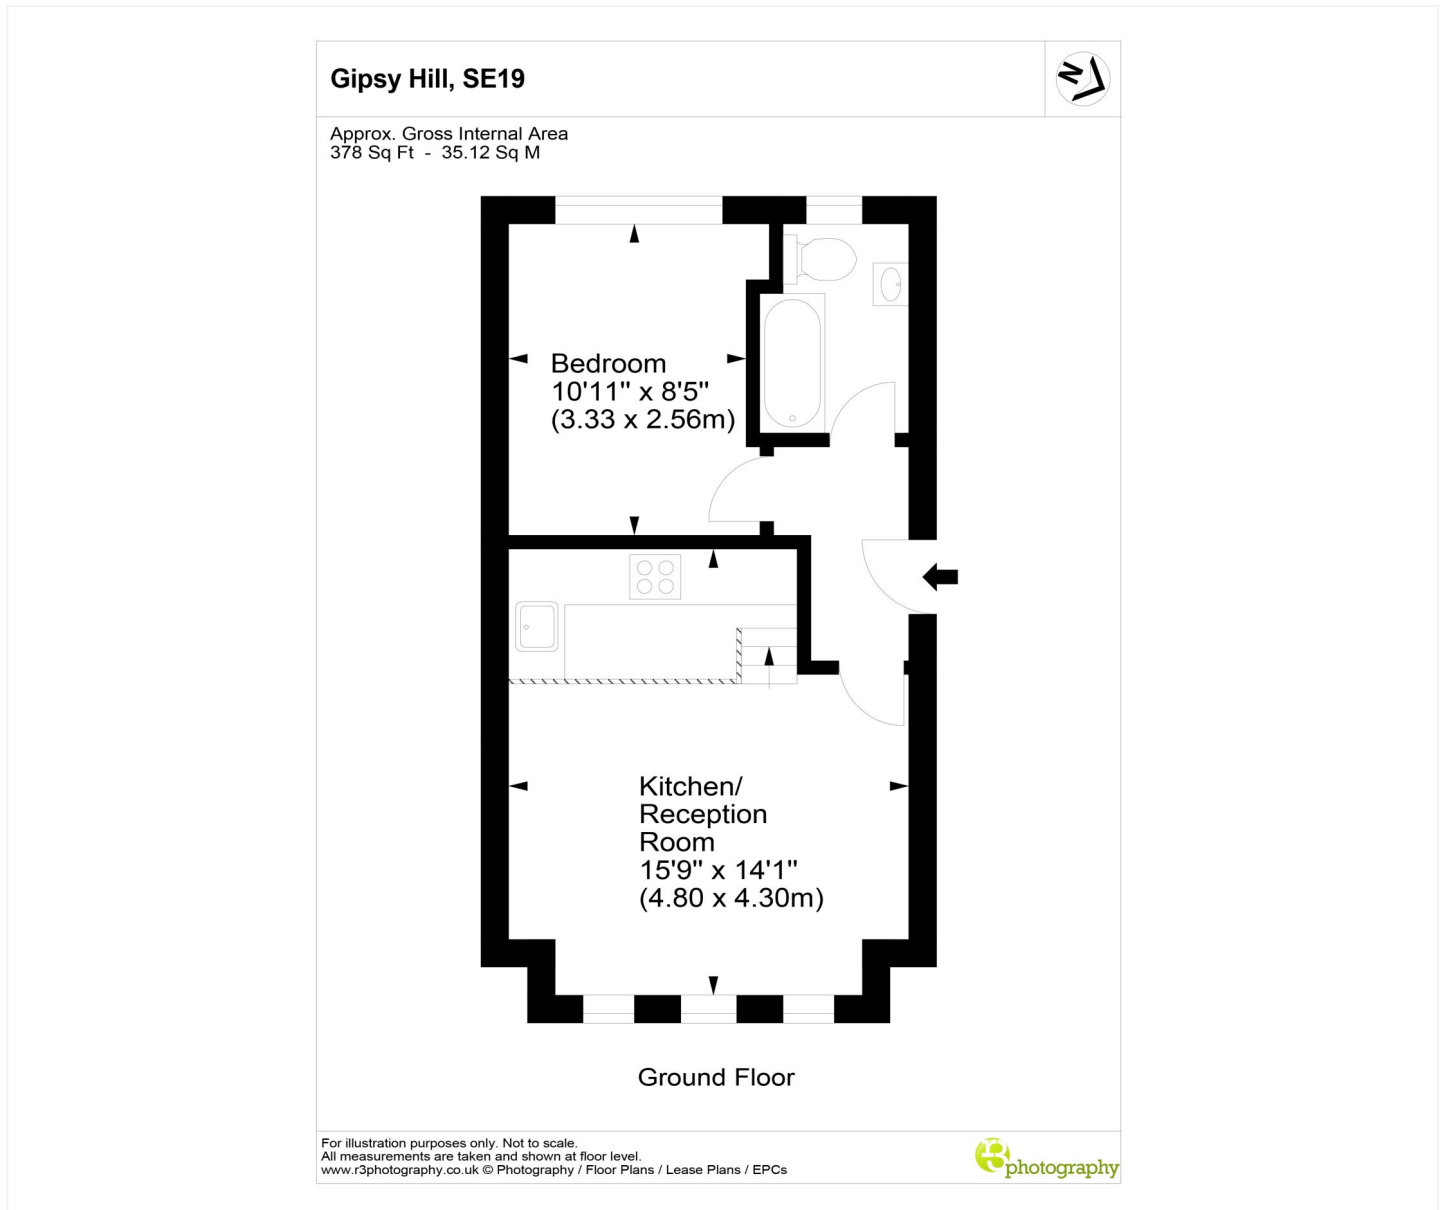 Gipsy Hill, SE19
N
Approx. Gross Internal Area
378 Sq Ft - 35.12 Sq M
Bedroom
10'11" x 8'5"
(3.33 x 2.56m)
Kitchen/
Reception
Room
15'9" x 14'1"
(4.80 x 4.30m)
Ground Floor
For illustration purposes only. Not to scale.
All measurements are taken and shown at floor level.
www.r3photography.co.uk © Photography / Floor Plans / Lease Plans / EPCs
r3photography